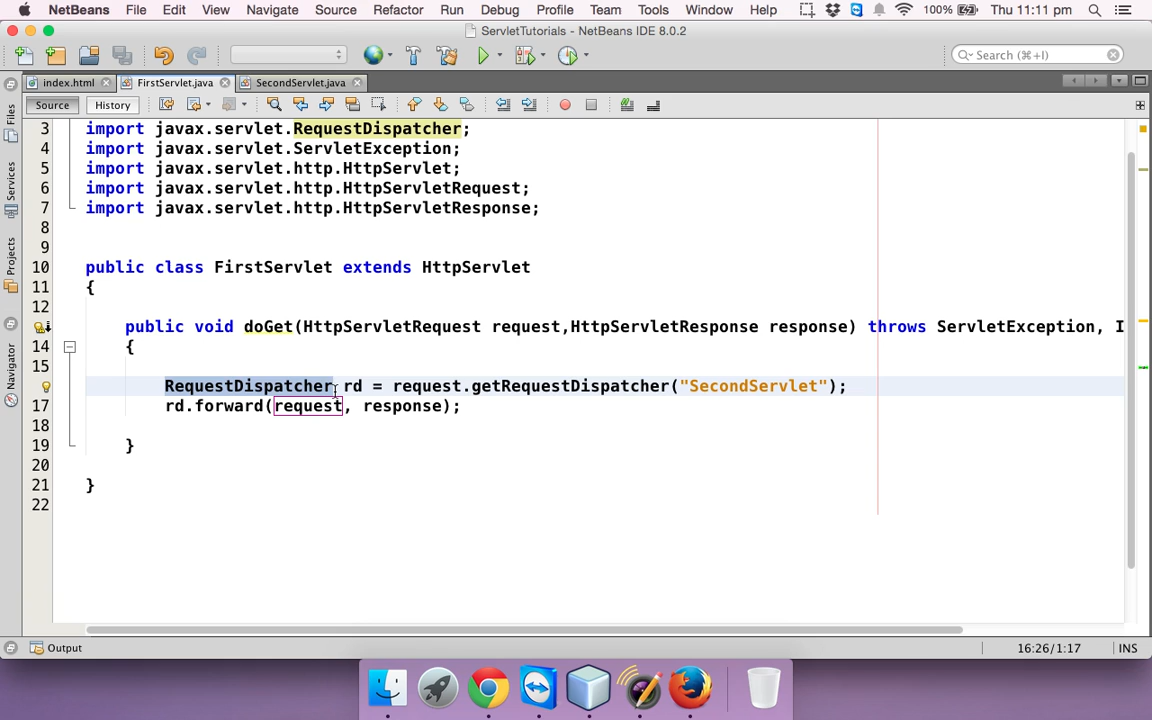 NetBeans File Edit View Navigate Source Refactor Run Debug Profile Team Tools Window Help 100% Thu 11:11 pm
ServletTutorials - NetBeans IDE 8.0.2
Search (⌘+I)
index.html FirstServlet.java SecondServlet.java
Source History
Files
Services
Projects
Navigator
3 import javax.servlet.RequestDispatcher;
4 import javax.servlet.ServletException;
5 import javax.servlet.http.HttpServlet;
6 import javax.servlet.http.HttpServletRequest;
7 import javax.servlet.http.HttpServletResponse;
8
9
10 public class FirstServlet extends HttpServlet
11 {
12
public void doGet(HttpServletRequest request,HttpServletResponse response) throws ServletException, I
14 {
15
RequestDispatcher rd = request.getRequestDispatcher("SecondServlet");
17 rd.forward(request, response);
18
19 }
20
21 }
22
Output 16:26/1:17 INS